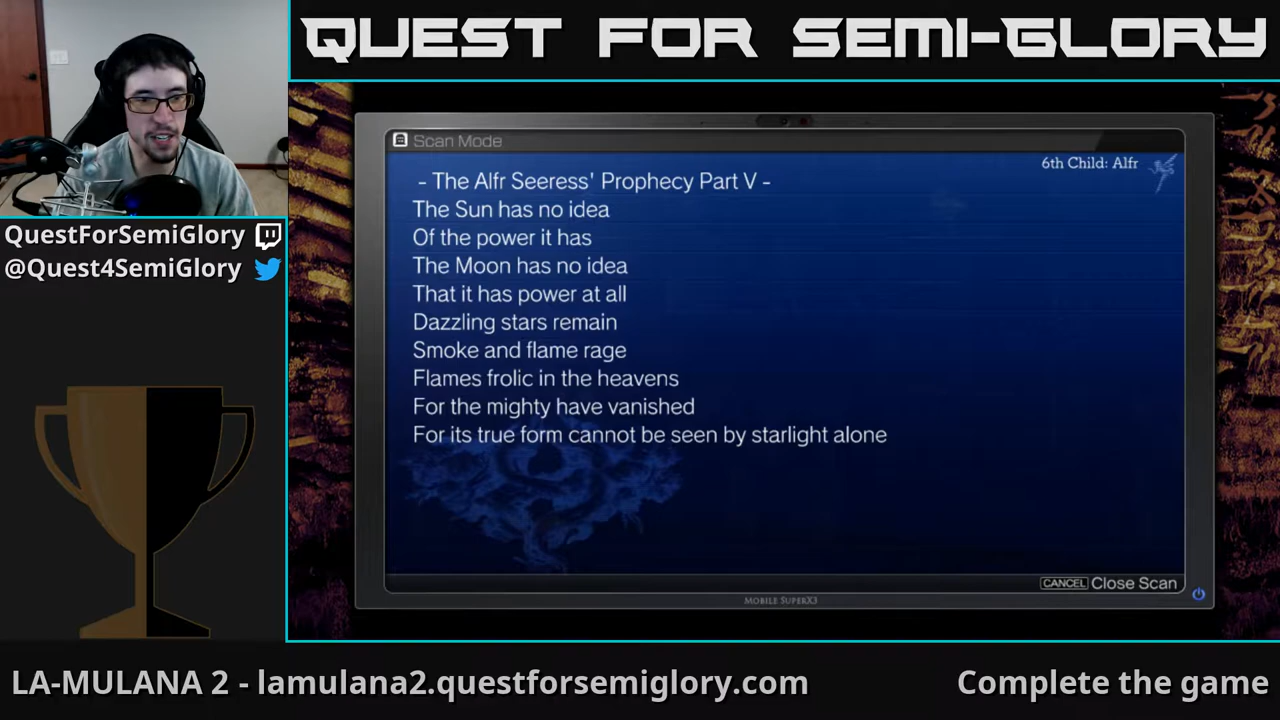 QUEST FOR SEMI-GLORY
QuestForSemiGlory
@Quest4SemiGlory
Scan Mode
6th Child: Alfr
- The Alfr Seeress' Prophecy Part V -
The Sun has no idea
Of the power it has
The Moon has no idea
That it has power at all
Dazzling stars remain
Smoke and flame rage
Flames frolic in the heavens
For the mighty have vanished
For its true form cannot be seen by starlight alone
CANCEL Close Scan
MOBILE SUPERX3
LA-MULANA 2 - lamulana2.questforsemiglory.com
Complete the game